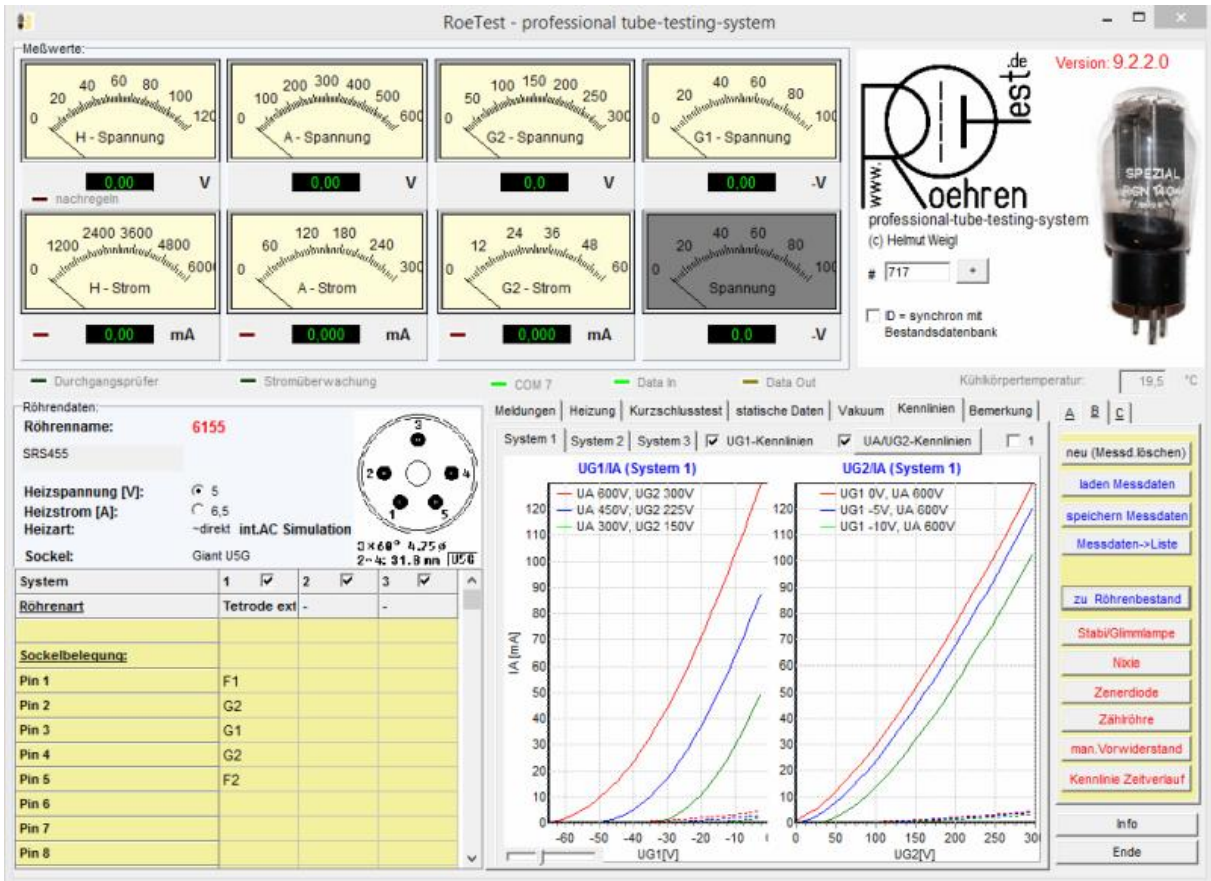 RoeTest - professional tube-testing-system
Meßwerte:
0 20 40 60 80 100 120
H - Spannung
0 100 200 300 400 500 600
A - Spannung
0 50 100 150 200 250 300
G2 - Spannung
0 20 40 60 80 100
G1 - Spannung
0,00 V
0,00 V
0,0 V
0,00 -V
nachregeln
0 1200 2400 3600 4800 6000
H - Strom
0 60 120 180 240 300
A - Strom
0 12 24 36 48 60
G2 - Strom
0 20 40 60 80 100
Spannung
0,00 mA
0,000 mA
0,000 mA
0,0 -V
Version: 9.2.2.0
www.Roehren
Test.de
professional-tube-testing-system
(c) Helmut Weigl
# 717 +
ID = synchron mit
Bestandsdatenbank
SPEZIAL
Durchgangsprüfer
Stromüberwachung
COM 7
Data In
Data Out
Kühlkörpertemperatur: 19,5 °C
Röhrendaten:
Röhrenname: 6155
SRS455
Heizspannung [V]: 5
Heizstrom [A]: 6,5
Heizart: ~direkt int.AC Simulation
Sockel: Giant U5G
3
2 4
1 5
3×60° 4.75ø
2-4: 31.8 mm U5G
System 1 2 3
Röhrenart Tetrode ext - -
Sockelbelegung:
Pin 1 F1
Pin 2 G2
Pin 3 G1
Pin 4 G2
Pin 5 F2
Pin 6
Pin 7
Pin 8
Meldungen Heizung Kurzschlusstest statische Daten Vakuum Kennlinien Bemerkung
System 1 System 2 System 3 UG1-Kennlinien UA/UG2-Kennlinien 1
UG1/IA (System 1)
UA 600V, UG2 300V
UA 450V, UG2 225V
UA 300V, UG2 150V
IA [mA]
120
110
100
90
80
70
60
50
40
30
20
10
0
-60 -50 -40 -30 -20 -10
UG1[V]
UG2/IA (System 1)
UG1 0V, UA 600V
UG1 -5V, UA 600V
UG1 -10V, UA 600V
120
110
100
90
80
70
60
50
40
30
20
10
0
0 50 100 150 200 250 30
UG2[V]
A B C
neu (Messd.löschen)
laden Messdaten
speichern Messdaten
Messdaten->Liste
zu Röhrenbestand
Stabi/Glimmlampe
Nixie
Zenerdiode
Zählröhre
man.Vorwiderstand
Kennlinie Zeitverlauf
Info
Ende